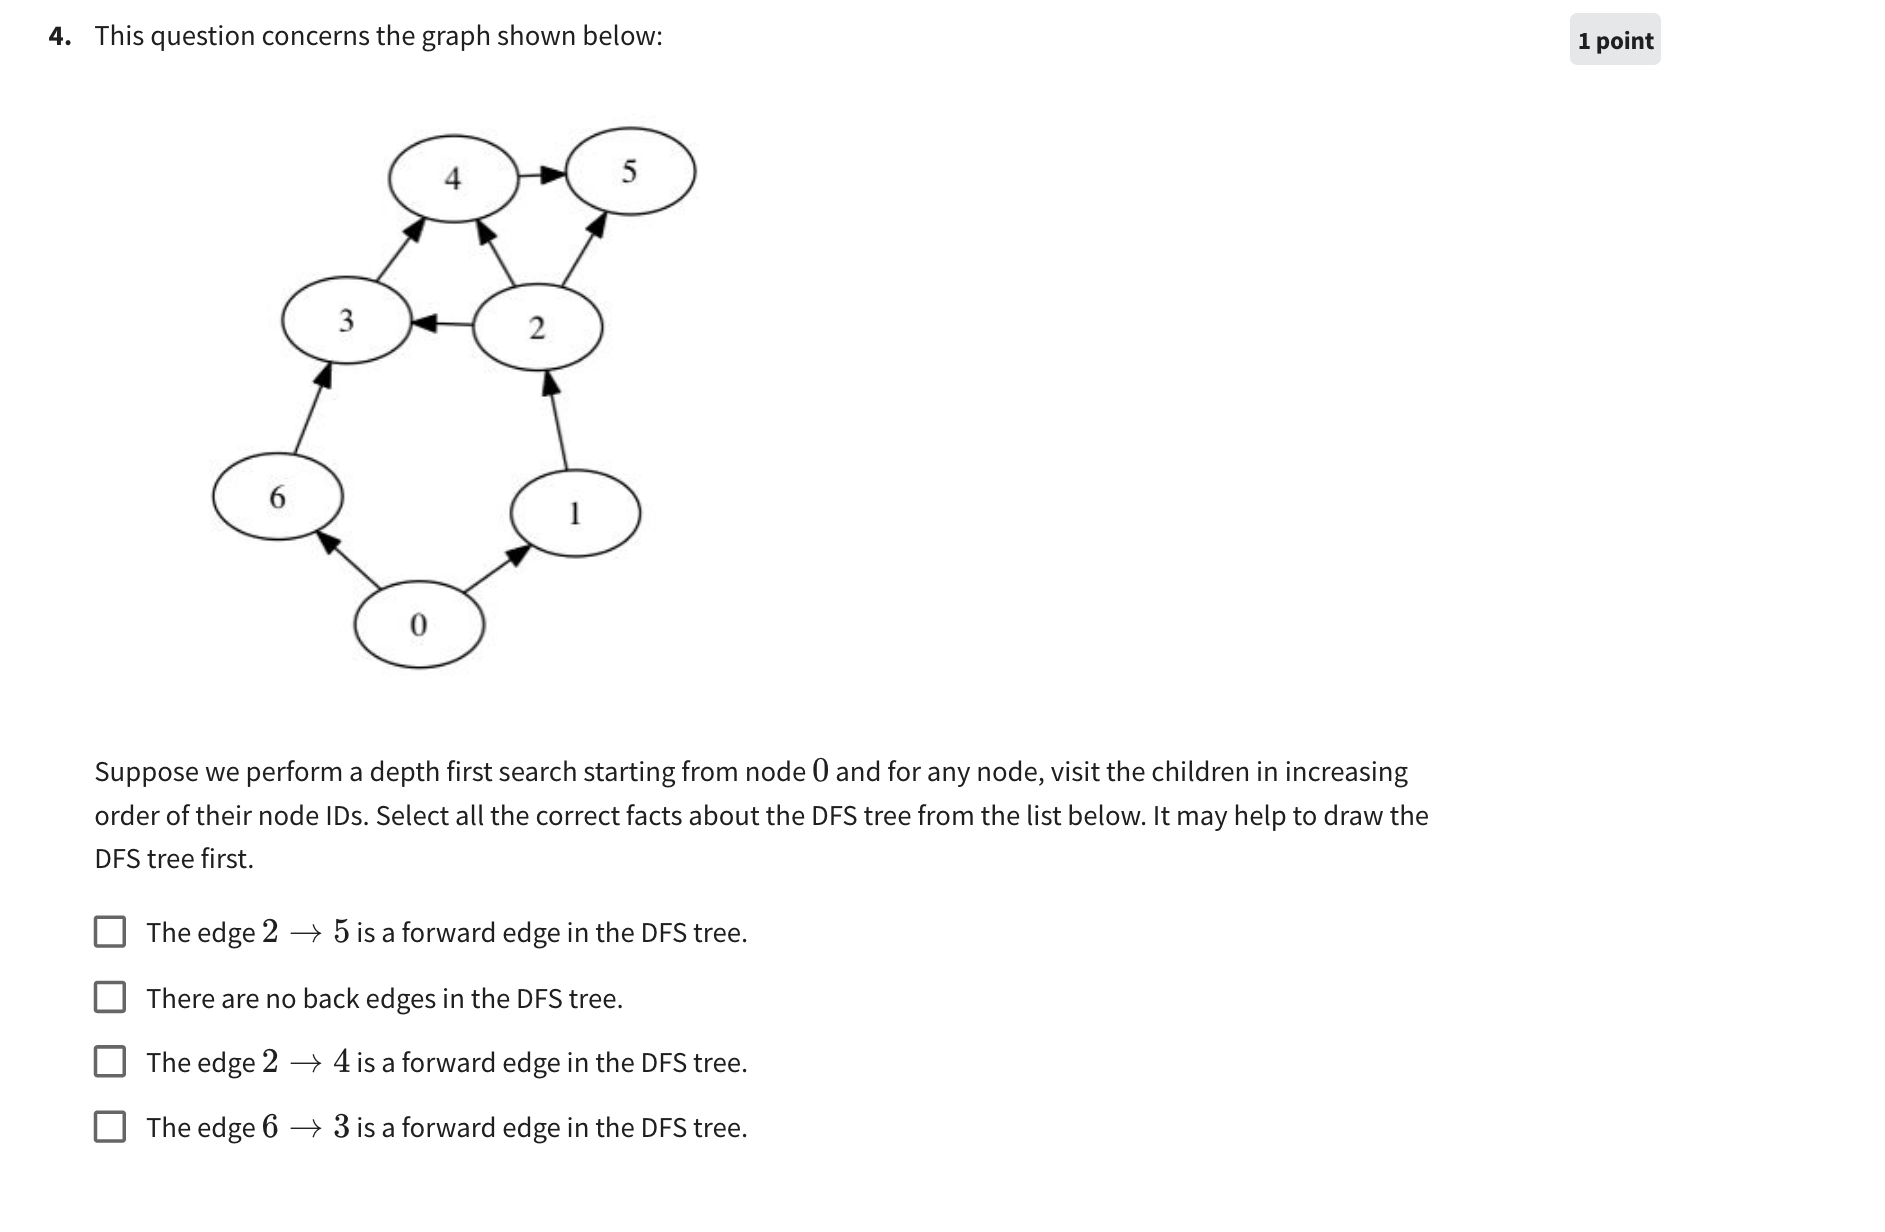 4. This question concerns the graph shown below:
1 point
4
5
3
2
6
1
0
Suppose we perform a depth first search starting from node 0 and for any node, visit the children in increasing
order of their node IDs. Select all the correct facts about the DFS tree from the list below. It may help to draw the
DFS tree first.
The edge 2 → 5 is a forward edge in the DFS tree.
There are no back edges in the DFS tree.
The edge 2 → 4 is a forward edge in the DFS tree.
The edge 6 → 3 is a forward edge in the DFS tree.